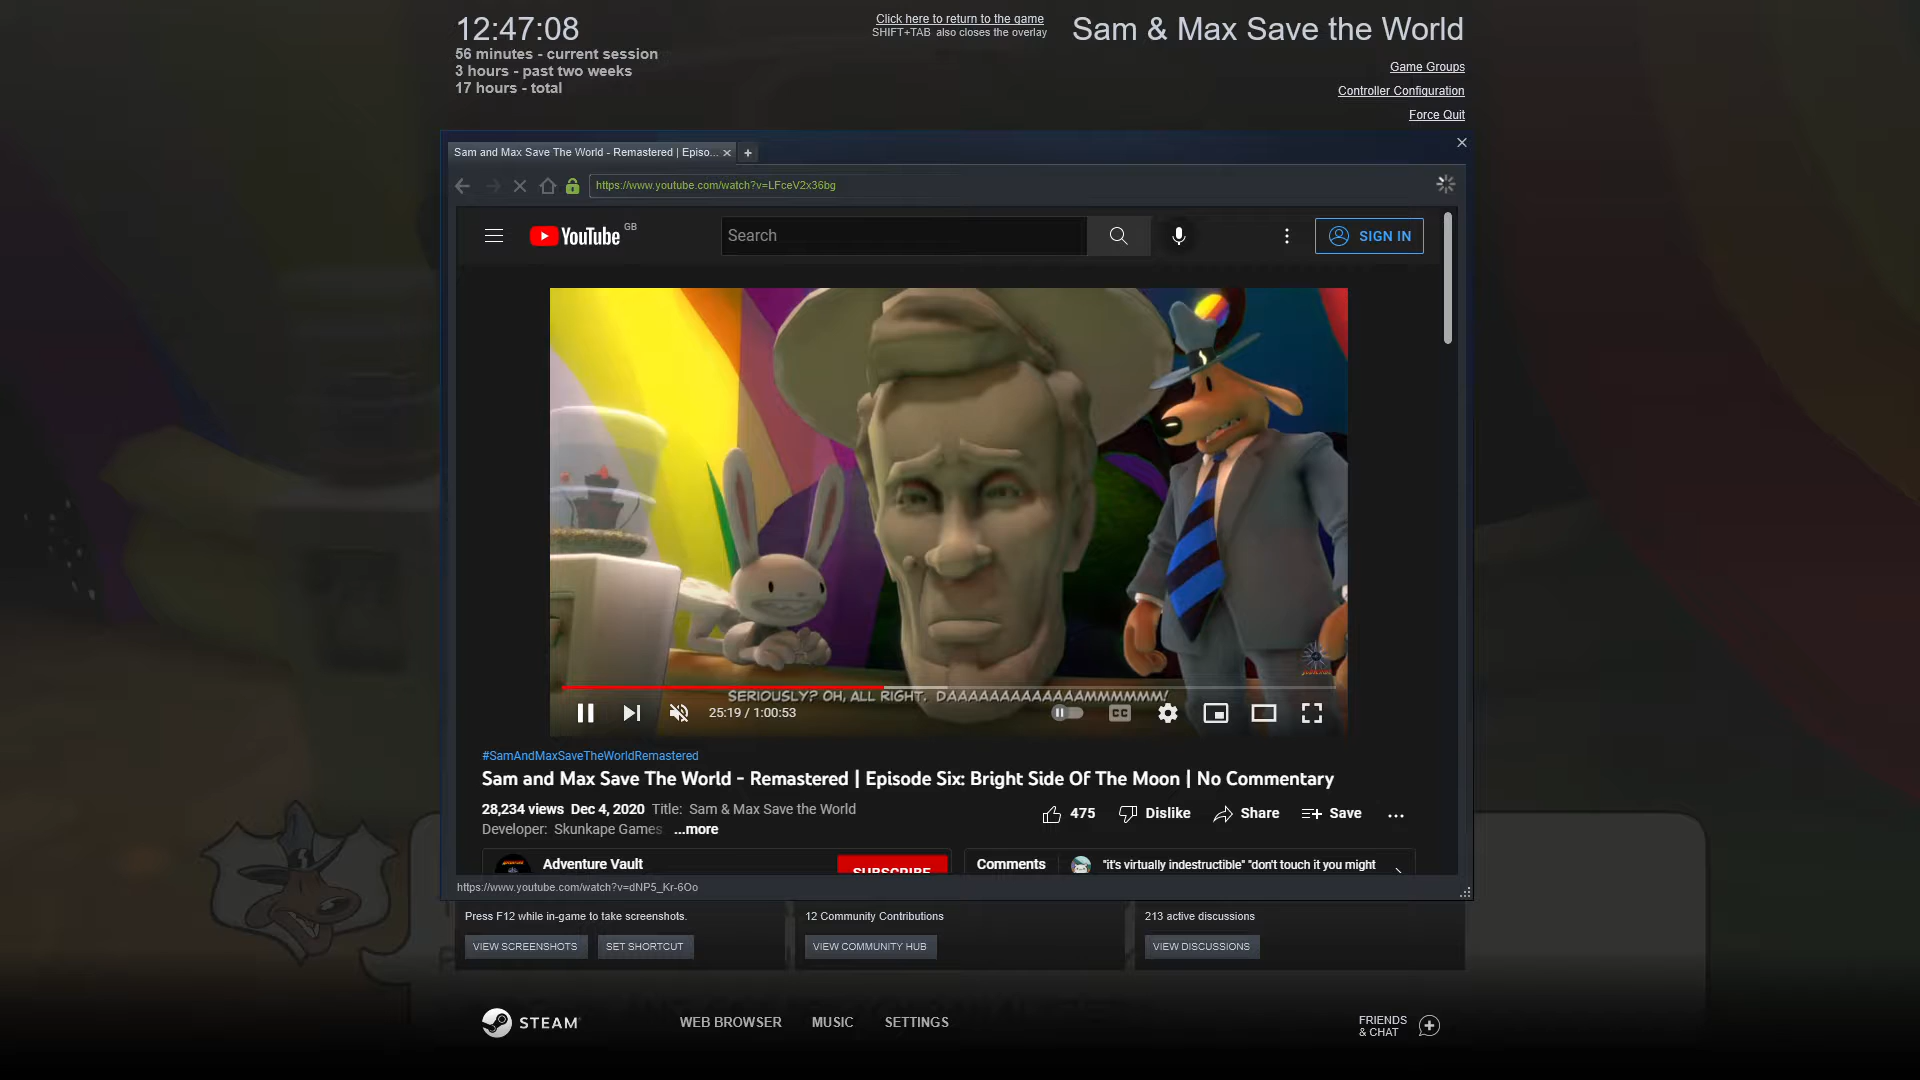 12:47:08
56 minutes - current session
3 hours - past two weeks
17 hours - total
Click here to return to the game
SHIFT+TAB also closes the overlay
Sam & Max Save the World
Game Groups
Controller Configuration
Force Quit
Sam and Max Save The World - Remastered | Episo...
https://www.youtube.com/watch?v=LFceV2x36bg
YouTube GB
Search
SIGN IN
SERIOUSLY? OH, ALL RIGHT. DAAAAAAAAAAAAAMMMMMM!
25:19 / 1:00:53
CC
#SamAndMaxSaveTheWorldRemastered
Sam and Max Save The World - Remastered | Episode Six: Bright Side Of The Moon | No Commentary
28,234 views Dec 4, 2020 Title: Sam & Max Save the World
Developer: Skunkape Games ...more
475 Dislike Share Save
Adventure Vault
SUBSCRIBE
Comments
"it's virtually indestructible" "don't touch it you might
https://www.youtube.com/watch?v=dNP5_Kr-6Oo
Press F12 while in-game to take screenshots.
VIEW SCREENSHOTS
SET SHORTCUT
12 Community Contributions
VIEW COMMUNITY HUB
213 active discussions
VIEW DISCUSSIONS
STEAM
WEB BROWSER
MUSIC
SETTINGS
FRIENDS
& CHAT